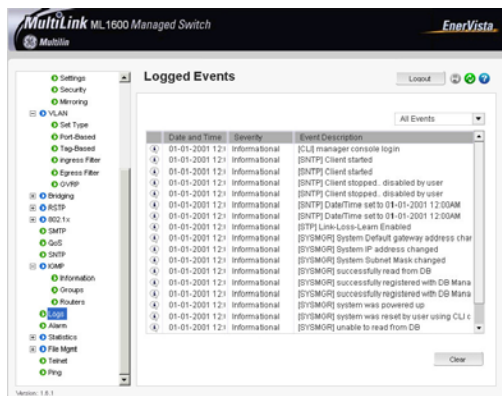 MultiLink ML1600 Managed Switch
Multilin
EnerVista
Settings
Security
Mirroring
VLAN
Set Type
Port-Based
Tag-Based
Ingress Filter
Egress Filter
GVRP
Bridging
RSTP
802.1x
SMTP
QoS
SNTP
IGMP
Information
Groups
Routers
Logs
Alarm
Statistics
File Mgmt
Telnet
Ping
Version: 1.6.1
Logged Events
Logout
All Events
Date and Time Severity Event Description
01-01-2001 12: Informational [CLI] manager console login
01-01-2001 12: Informational [SNTP] Client started
01-01-2001 12: Informational [SNTP] Client started
01-01-2001 12: Informational [SNTP] Client stopped.. disabled by user
01-01-2001 12: Informational [SNTP] Client stopped.. disabled by user
01-01-2001 12: Informational [SNTP] Date/Time set to 01-01-2001 12:00AM
01-01-2001 12: Informational [SNTP] Date/Time set to 01-01-2001 12:00AM
01-01-2001 12: Informational [STP] Link-Loss-Learn Enabled
01-01-2001 12: Informational [SYSMGR] System Default gateway address char
01-01-2001 12: Informational [SYSMGR] System IP address changed
01-01-2001 12: Informational [SYSMGR] System Subnet Mask changed
01-01-2001 12: Informational [SYSMGR] successfully read from DB
01-01-2001 12: Informational [SYSMGR] successfully registered with DB Mana
01-01-2001 12: Informational [SYSMGR] successfully registered with DB Mana
01-01-2001 12: Informational [SYSMGR] system was powered up
01-01-2001 12: Informational [SYSMGR] system was reset by user using CLI c
01-01-2001 12: Informational [SYSMGR] unable to read from DB
Clear